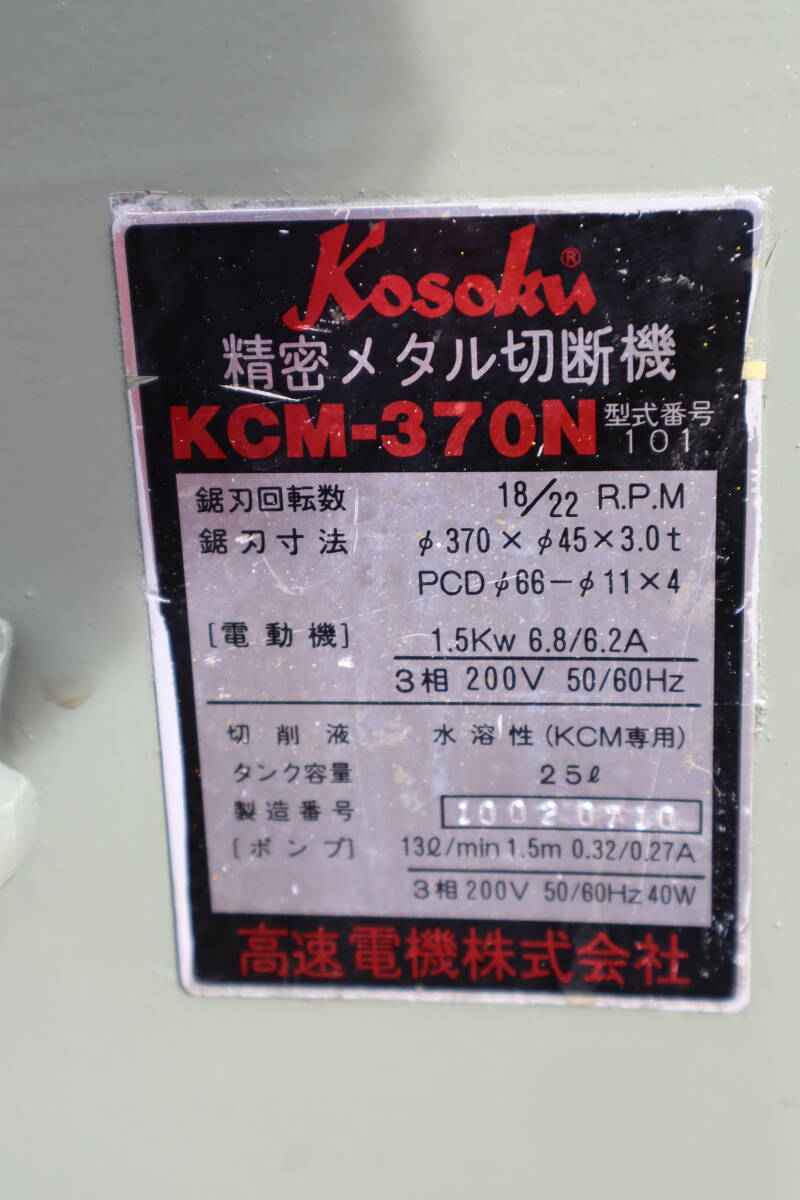 Kosoku®
精密メタル切断機
KCM-370N 型式番号 101
鋸刃回転数 18/22 R.P.M
鋸刃寸法 φ370×φ45×3.0t
PCDφ66-φ11×4
[電動機] 1.5Kw 6.8/6.2A
3相 200V 50/60Hz
切削液 水溶性(KCM専用)
タンク容量 25ℓ
製造番号
[ポンプ] 13ℓ/min 1.5m 0.32/0.27A
3相 200V 50/60Hz 40W
高速電機株式会社